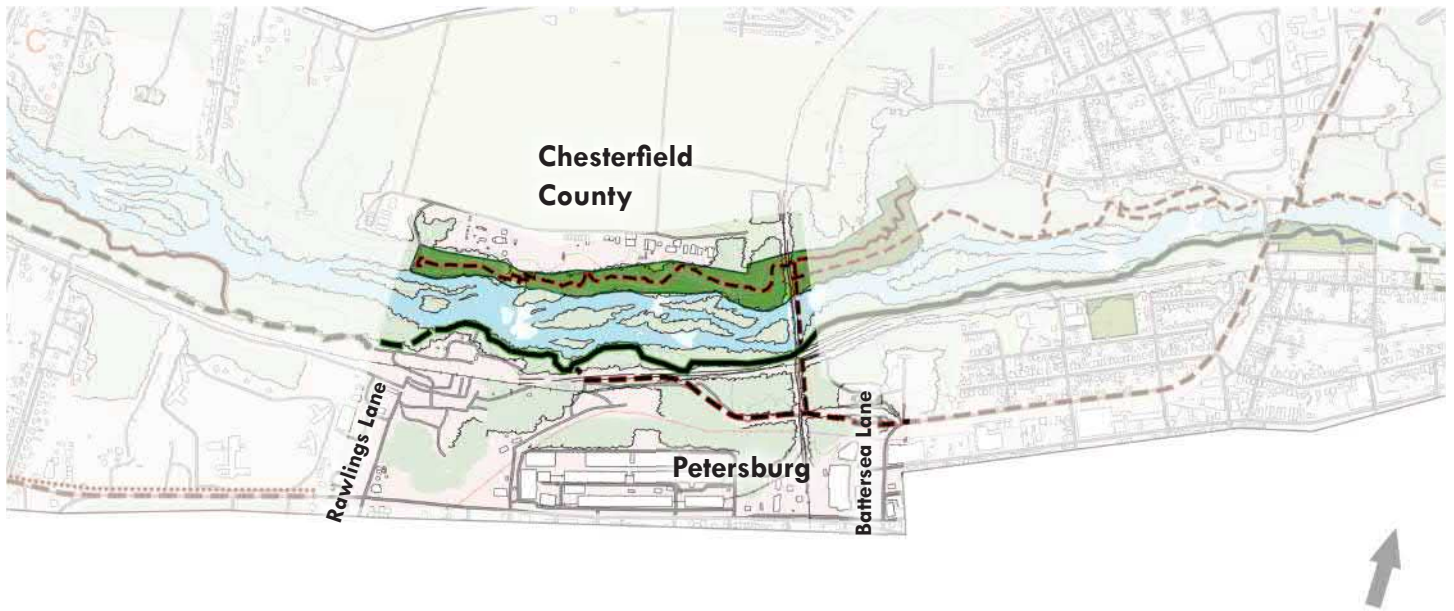 C
Chesterfield
County
Rawlings Lane
Petersburg
Battersea Lane